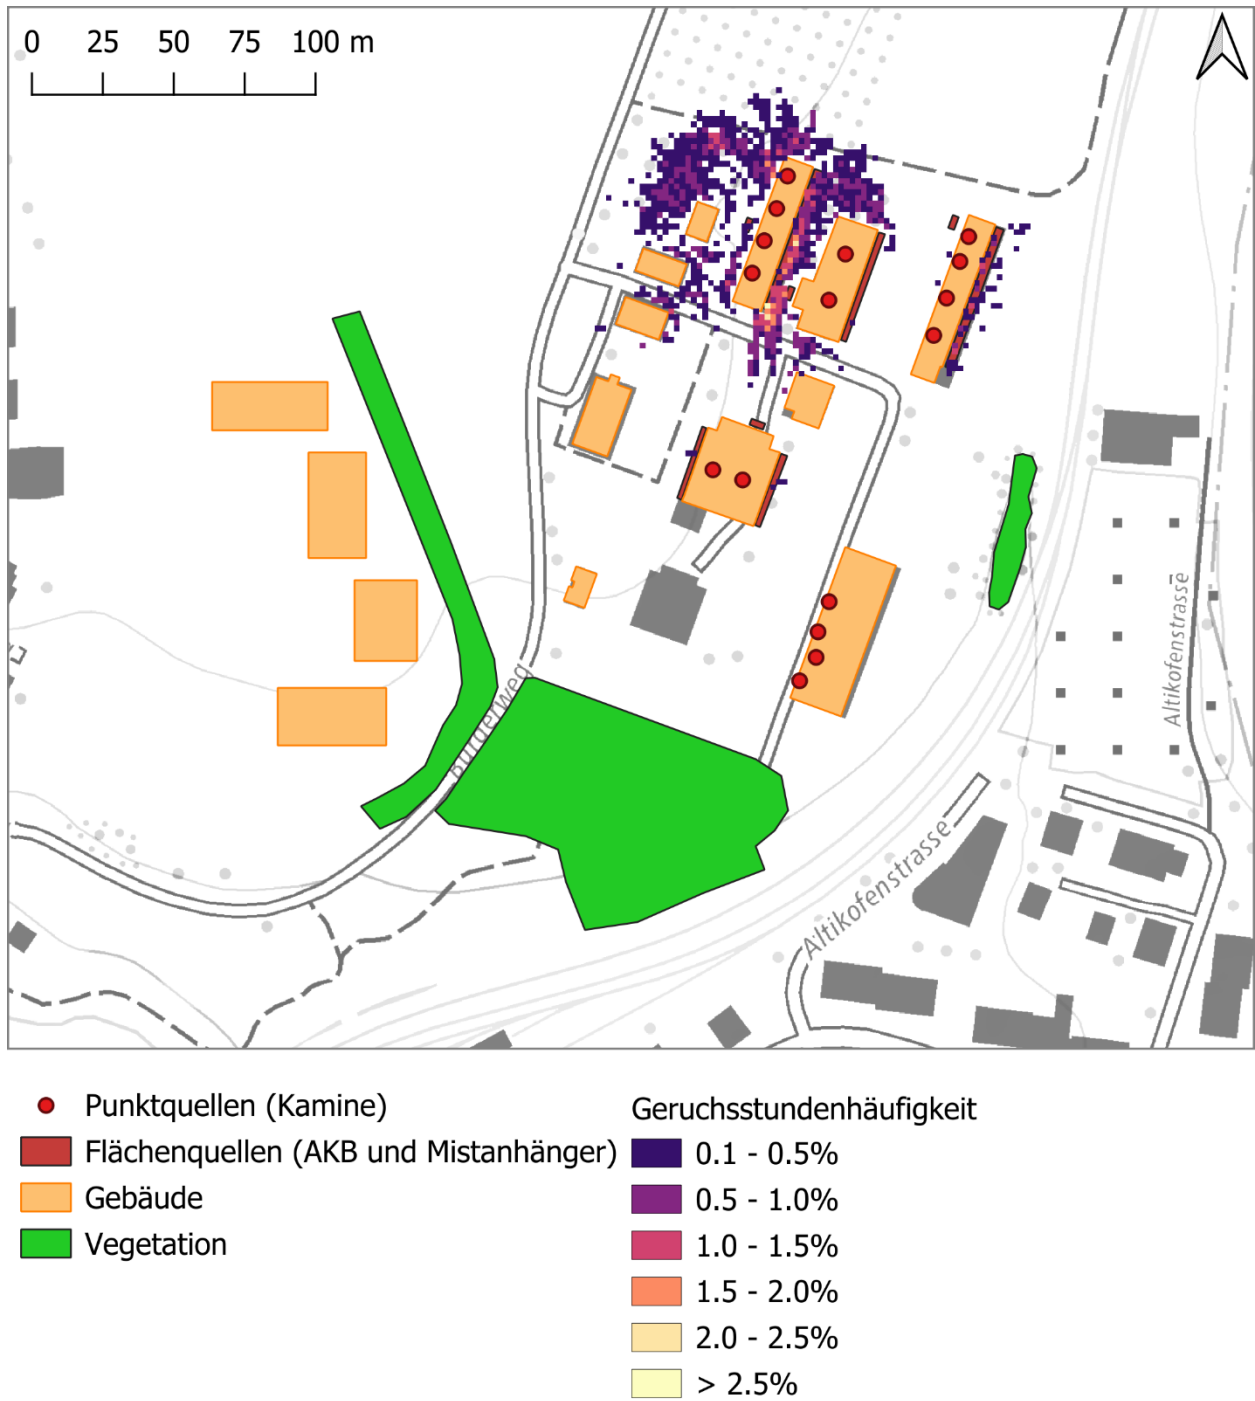 0 25 50 75 100 m
Altikofenstrasse
Burderweg
Altikofenstrasse
Punktquellen (Kamine)
Flächenquellen (AKB und Mistanhänger)
Gebäude
Vegetation
Geruchsstundenhäufigkeit
0.1 - 0.5%
0.5 - 1.0%
1.0 - 1.5%
1.5 - 2.0%
2.0 - 2.5%
> 2.5%